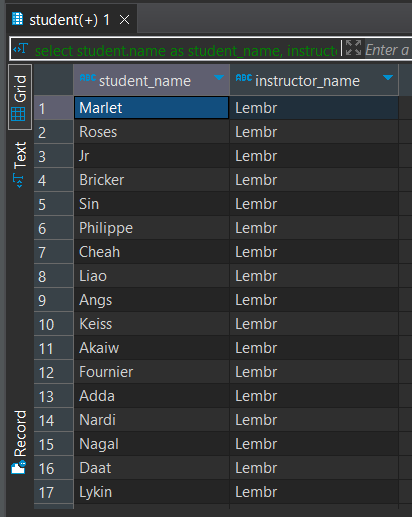 student(+) 1
select student.name as student_name, instruct
Enter a
Grid
Text
Record
student_name instructor_name
1 Marlet Lembr
2 Roses Lembr
3 Jr Lembr
4 Bricker Lembr
5 Sin Lembr
6 Philippe Lembr
7 Cheah Lembr
8 Liao Lembr
9 Angs Lembr
10 Keiss Lembr
11 Akaiw Lembr
12 Fournier Lembr
13 Adda Lembr
14 Nardi Lembr
15 Nagal Lembr
16 Daat Lembr
17 Lykin Lembr